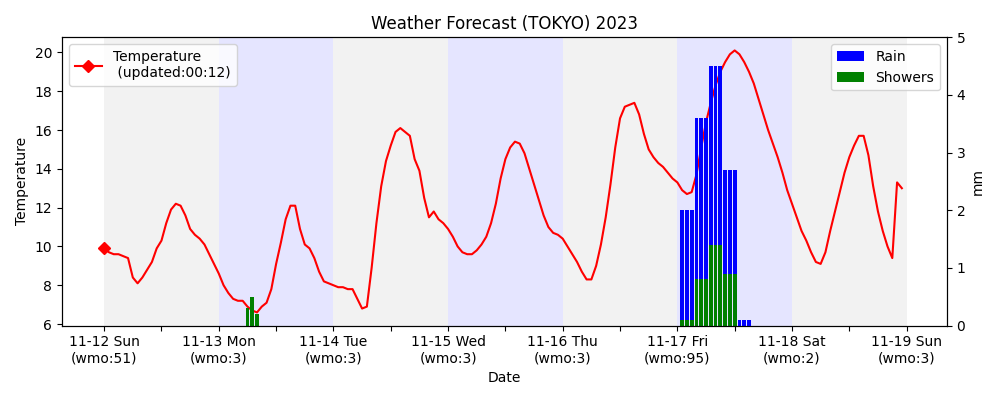 Weather Forecast (TOKYO) 2023
Temperature
(updated:00:12)
Rain
Showers
20
18
16
14
12
10
8
6
Temperature
5
4
3
2
1
0
mm
11-12 Sun 11-13 Mon 11-14 Tue 11-15 Wed 11-16 Thu 11-17 Fri 11-18 Sat 11-19 Sun
(wmo:51) (wmo:3) (wmo:3) (wmo:3) (wmo:3) (wmo:95) (wmo:2) (wmo:3)
Date